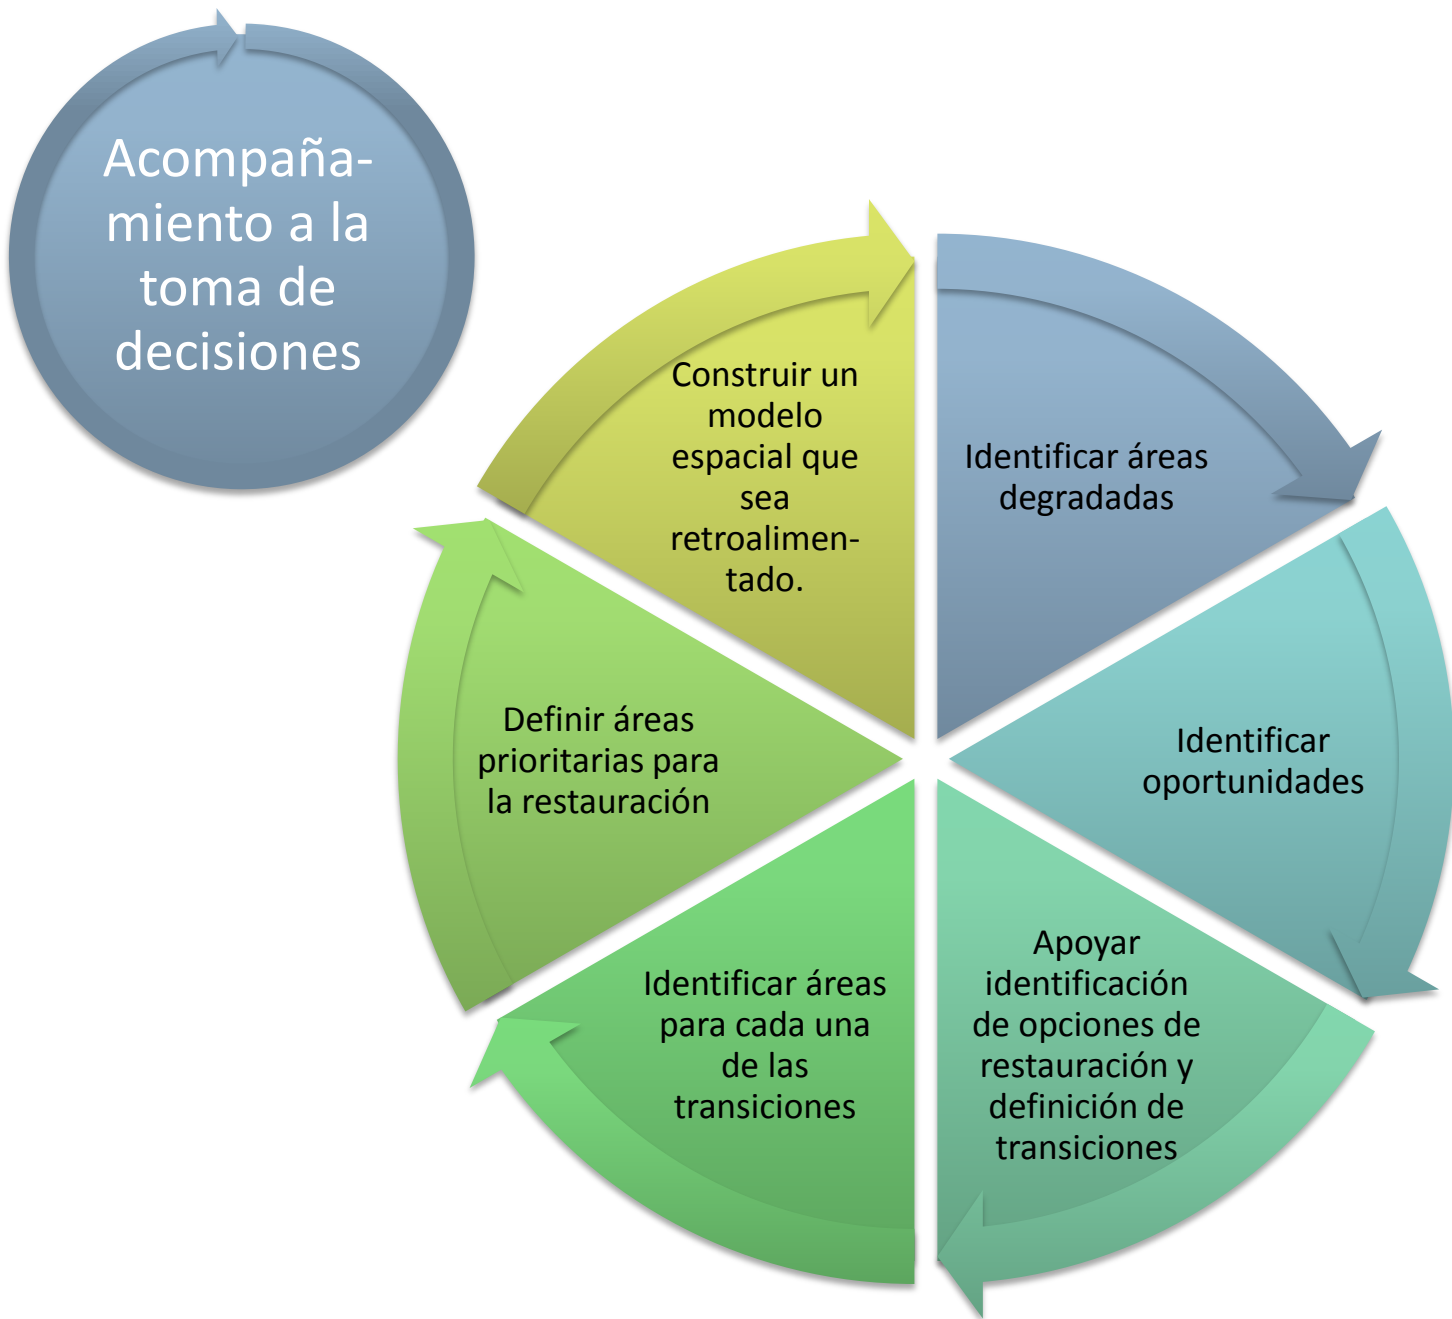 Acompaña-
miento a la
toma de
decisiones
Construir un
modelo
espacial que
sea
retroalimen-
tado.
Identificar áreas
degradadas
Identificar
oportunidades
Apoyar
identificación
de opciones de
restauración y
definición de
transiciones
Identificar áreas
para cada una
de las
transiciones
Definir áreas
prioritarias para
la restauración